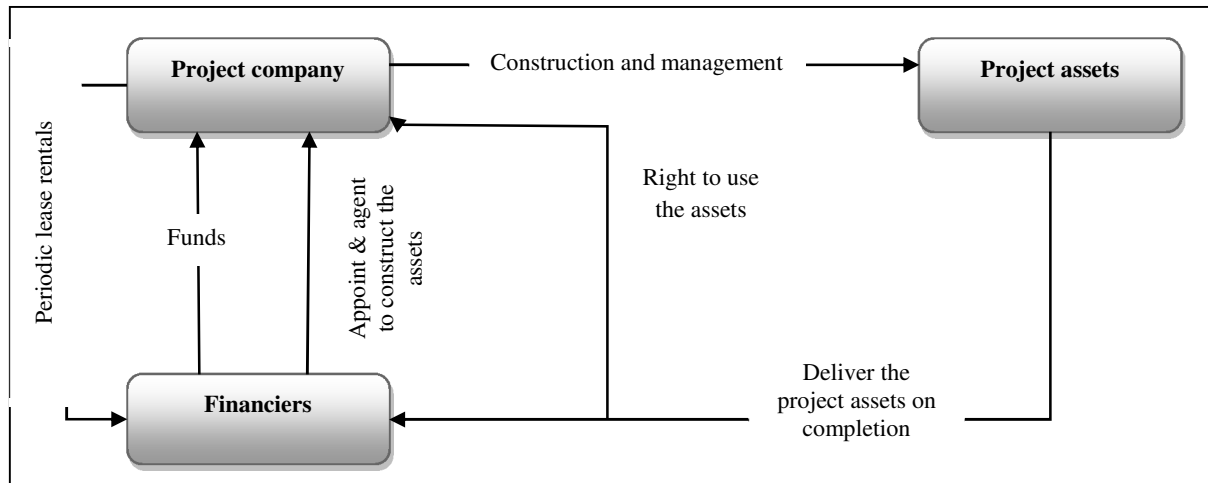 Project company
Construction and management
Project assets
Periodic lease rentals
Funds
Appoint & agent
to construct the
assets
Right to use
the assets
Financiers
Deliver the
project assets on
completion